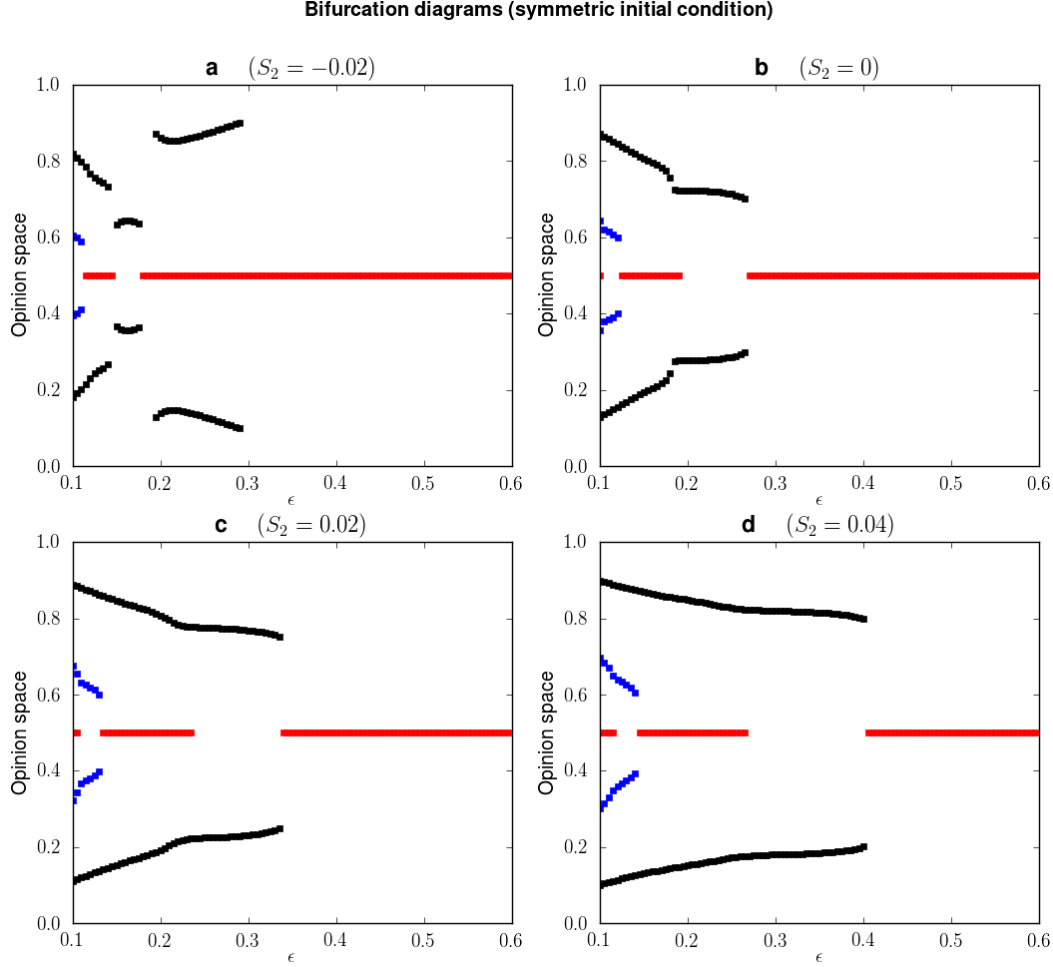 Bifurcation diagrams (symmetric initial condition)
a (S₂ = −0.02)
1.0
0.8
0.6
0.4
0.2
0.0
Opinion space
0.1 0.2 0.3 0.4 0.5 0.6
ϵ
b (S₂ = 0)
1.0
0.8
0.6
0.4
0.2
0.0
Opinion space
0.1 0.2 0.3 0.4 0.5 0.6
ϵ
c (S₂ = 0.02)
1.0
0.8
0.6
0.4
0.2
0.0
Opinion space
0.1 0.2 0.3 0.4 0.5 0.6
ϵ
d (S₂ = 0.04)
1.0
0.8
0.6
0.4
0.2
0.0
Opinion space
0.1 0.2 0.3 0.4 0.5 0.6
ϵ